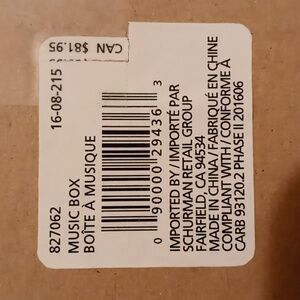 CAN $81.95
16-08-215
827062
MUSIC BOX
BOÎTE À MUSIQUE
0 90000 29436 3
IMPORTED BY / IMPORTÉ PAR
SCHURMAN RETAIL GROUP
FAIRFIELD, CA 94534
MADE IN CHINA / FABRIQUÉ EN CHINE
COMPLIANT WITH / CONFORME À
CARB 93120.2 PHASE II 201606